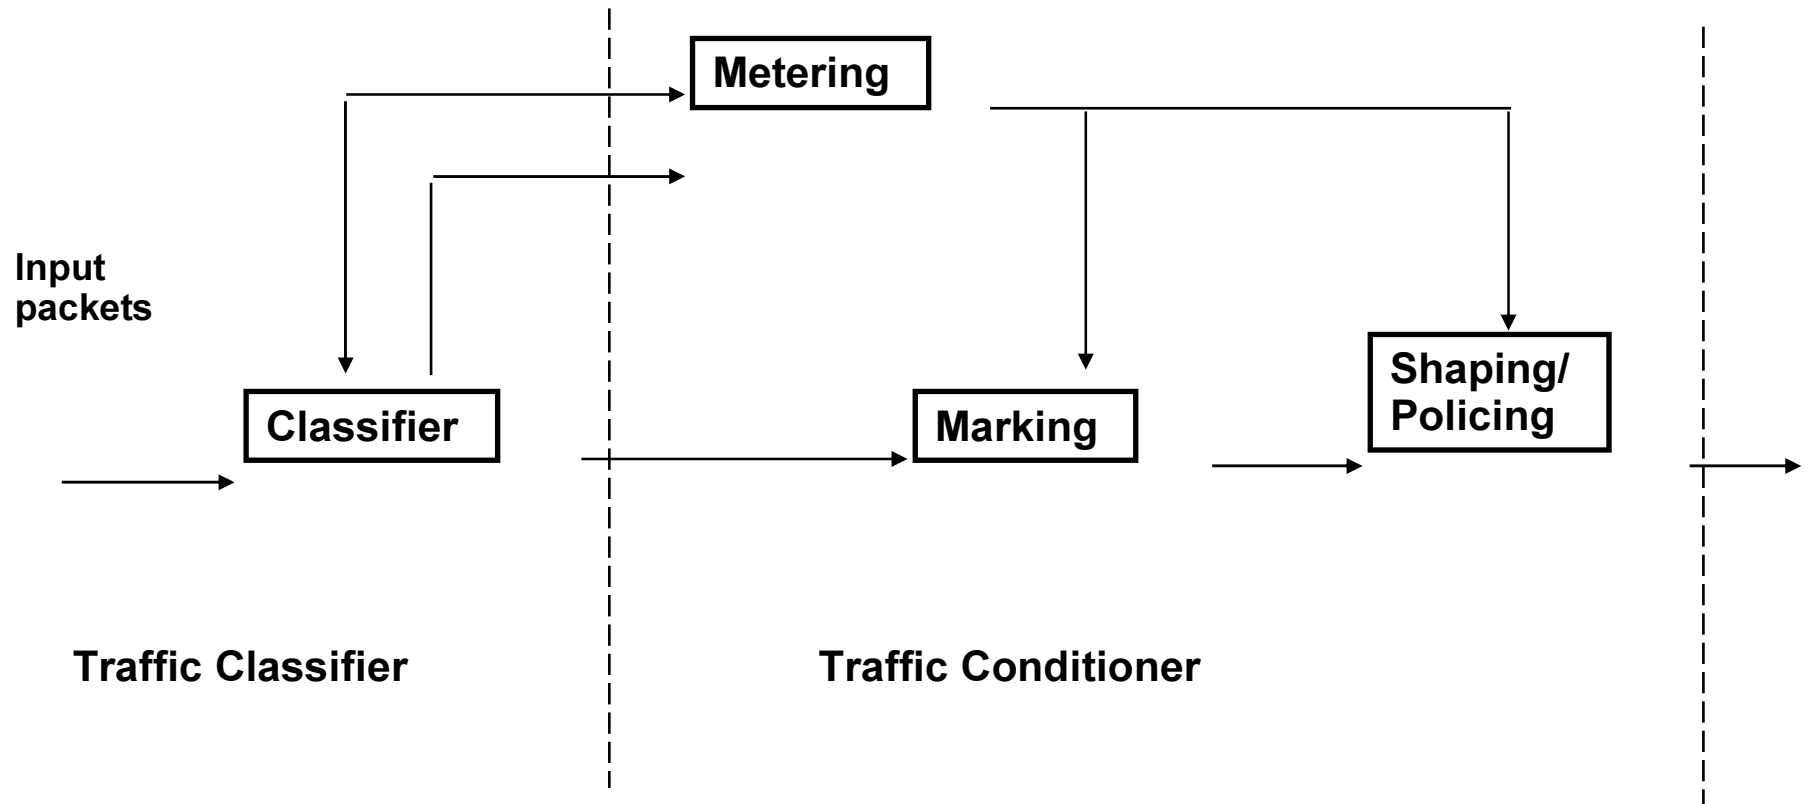 Metering
Input
packets
Shaping/
Policing
Classifier
Marking
Traffic Classifier
Traffic Conditioner